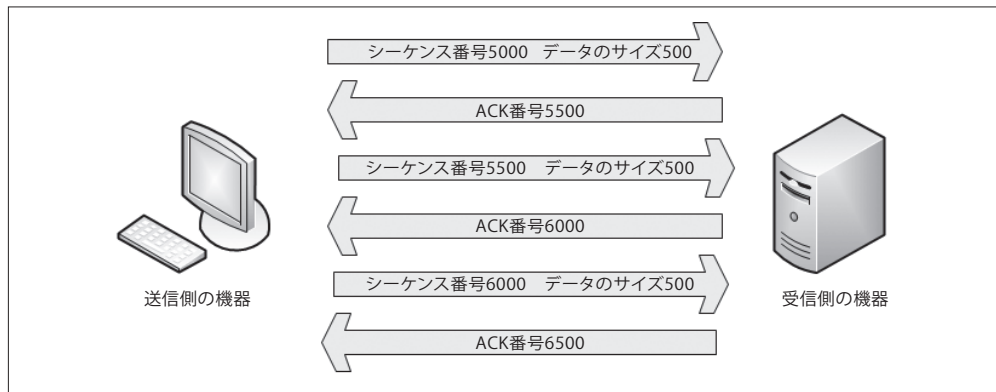 シーケンス番号5000　データのサイズ500
ACK番号5500
シーケンス番号5500　データのサイズ500
ACK番号6000
シーケンス番号6000　データのサイズ500
ACK番号6500
送信側の機器
受信側の機器